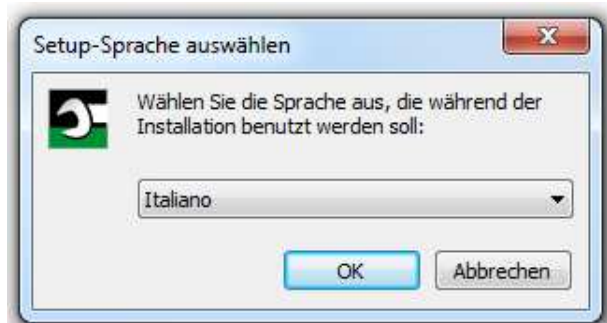 Setup-Sprache auswählen
Wählen Sie die Sprache aus, die während der
Installation benutzt werden soll:
Italiano
OK
Abbrechen